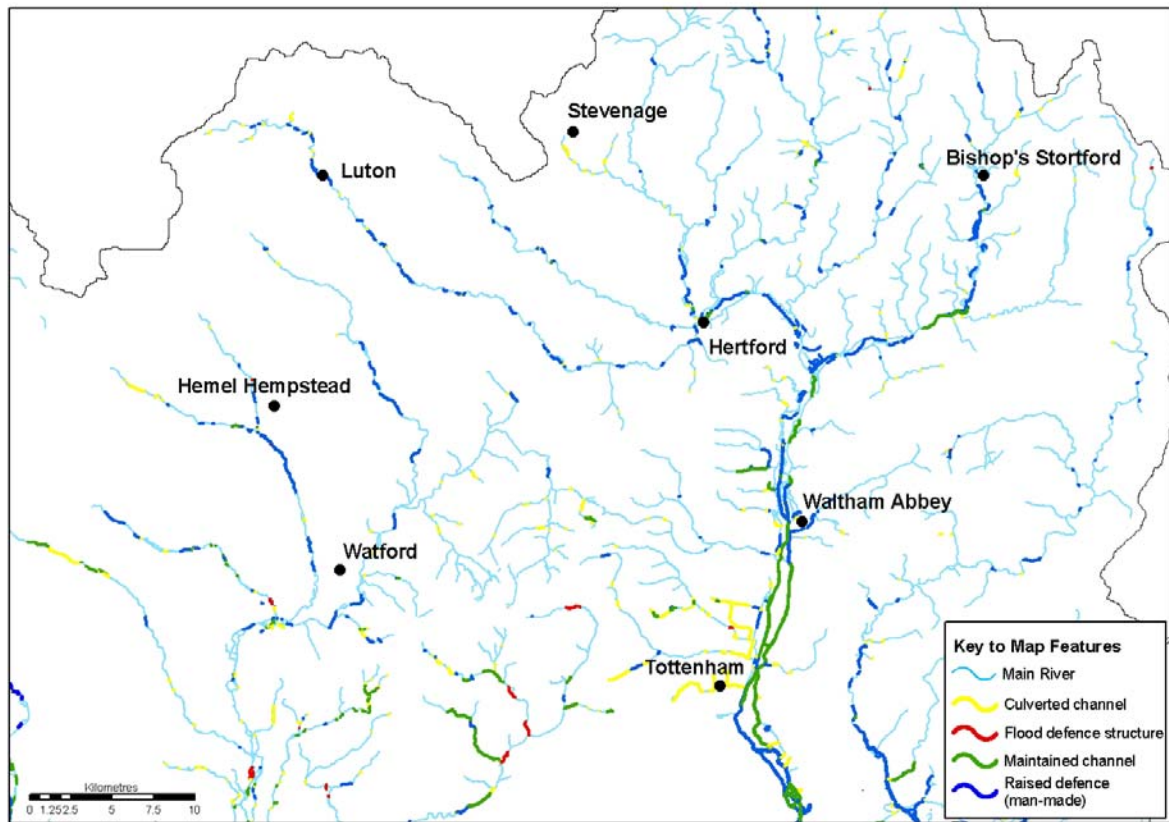 Stevenage
Luton
Bishop's Stortford
Hertford
Hemel Hempstead
Waltham Abbey
Watford
Tottenham
Key to Map Features
Main River
Culverted channel
Flood defence structure
Maintained channel
Raised defence
(man-made)
Kilometres
0 1.25 2.5 5 7.5 10